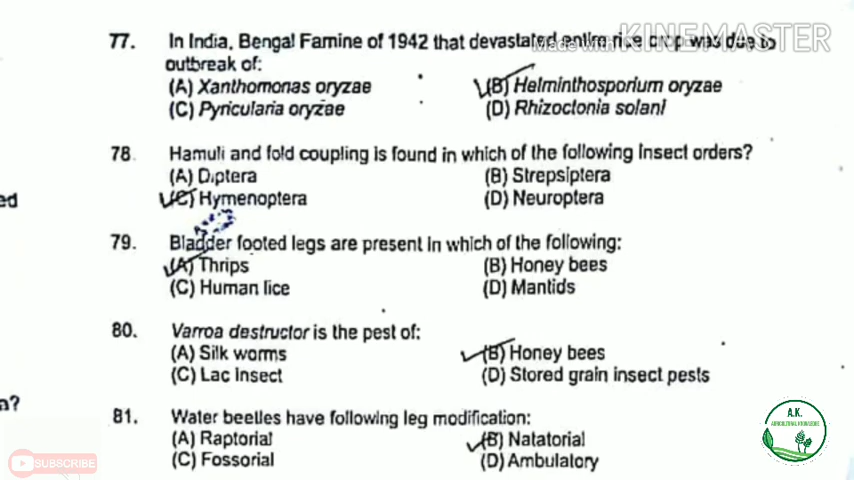 Made with KINEMASTER
77. In India, Bengal Famine of 1942 that devastated entire rice crop was due to
outbreak of:
(A) Xanthomonas oryzae (B) Helminthosporium oryzae
(C) Pyricularia oryzae (D) Rhizoctonia solani
78. Hamuli and fold coupling is found in which of the following insect orders?
(A) Diptera (B) Strepsiptera
ed
(C) Hymenoptera (D) Neuroptera
79. Bladder footed legs are present in which of the following:
(A) Thrips (B) Honey bees
(C) Human lice (D) Mantids
80. Varroa destructor is the pest of:
(A) Silk worms (B) Honey bees
(C) Lac Insect (D) Stored grain insect pests
a?
81. Water beetles have following leg modification:
(A) Raptorial (B) Natatorial
(C) Fossorial (D) Ambulatory
SUBSCRIBE
A.K.
AGRICULTURAL KNOWLEDGE